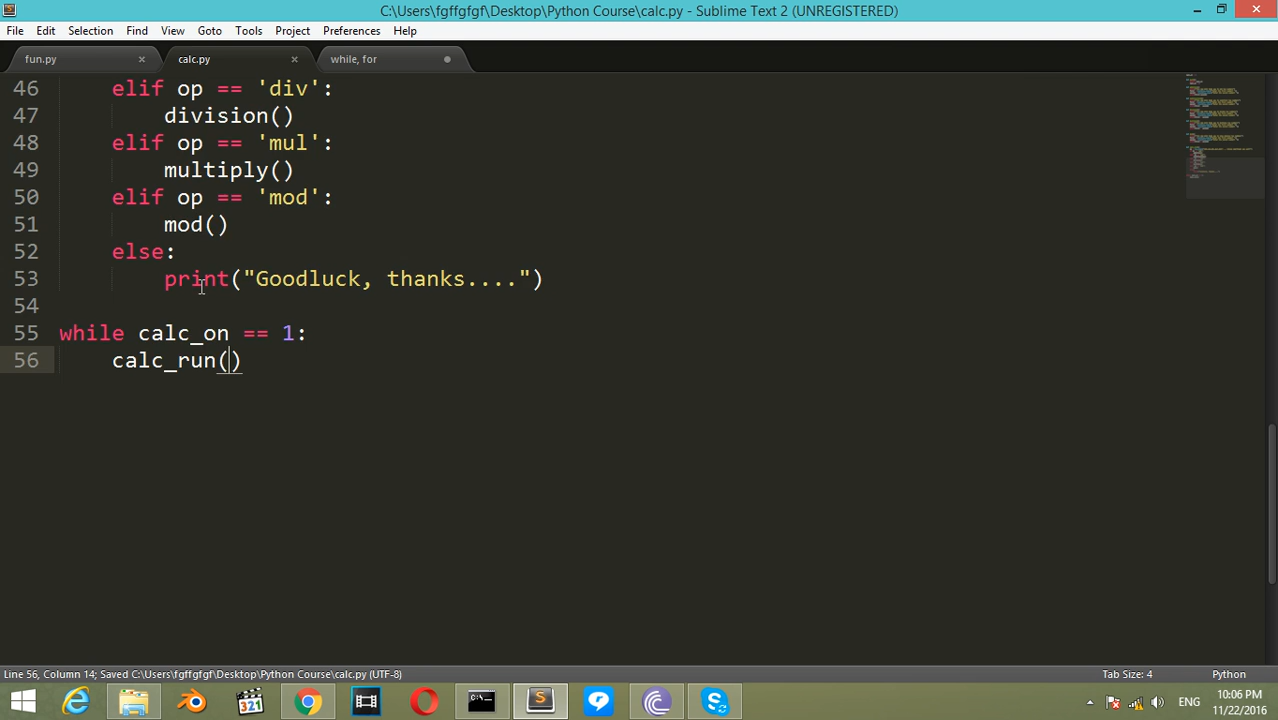 C:\Users\fgffgfgf\Desktop\Python Course\calc.py - Sublime Text 2 (UNREGISTERED)
File Edit Selection View Goto Tools Project Preferences Help
fun.py calc.py while, for
46 elif op == 'div':
47 division()
48 elif op == 'mul':
49 multiply()
50 elif op == 'mod':
51 mod()
52 else:
53 print("Goodluck, thanks....")
54
55 while calc_on == 1:
56 calc_run()
Line 56, Column 14; Saved C:\Users\fgffgfgf\Desktop\Python Course\calc.py (UTF-8) Tab Size: 4 Python
321 ENG 10:06 PM
11/22/2016